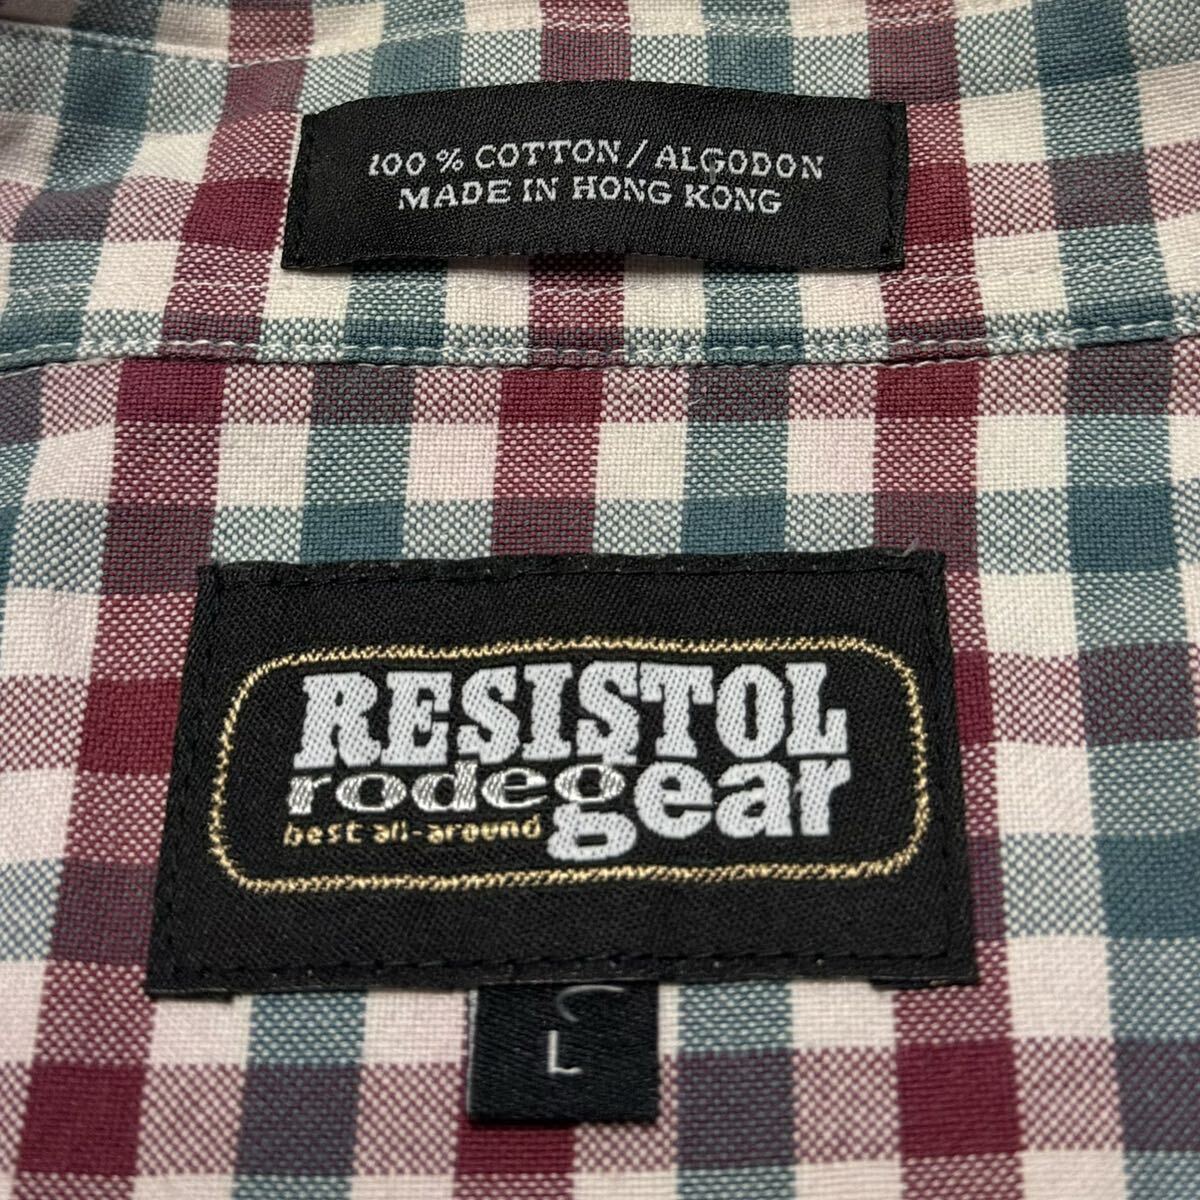 100 % COTTON / ALGODON
MADE IN HONG KONG
RESISTOL
rodeo gear
best all-around
L